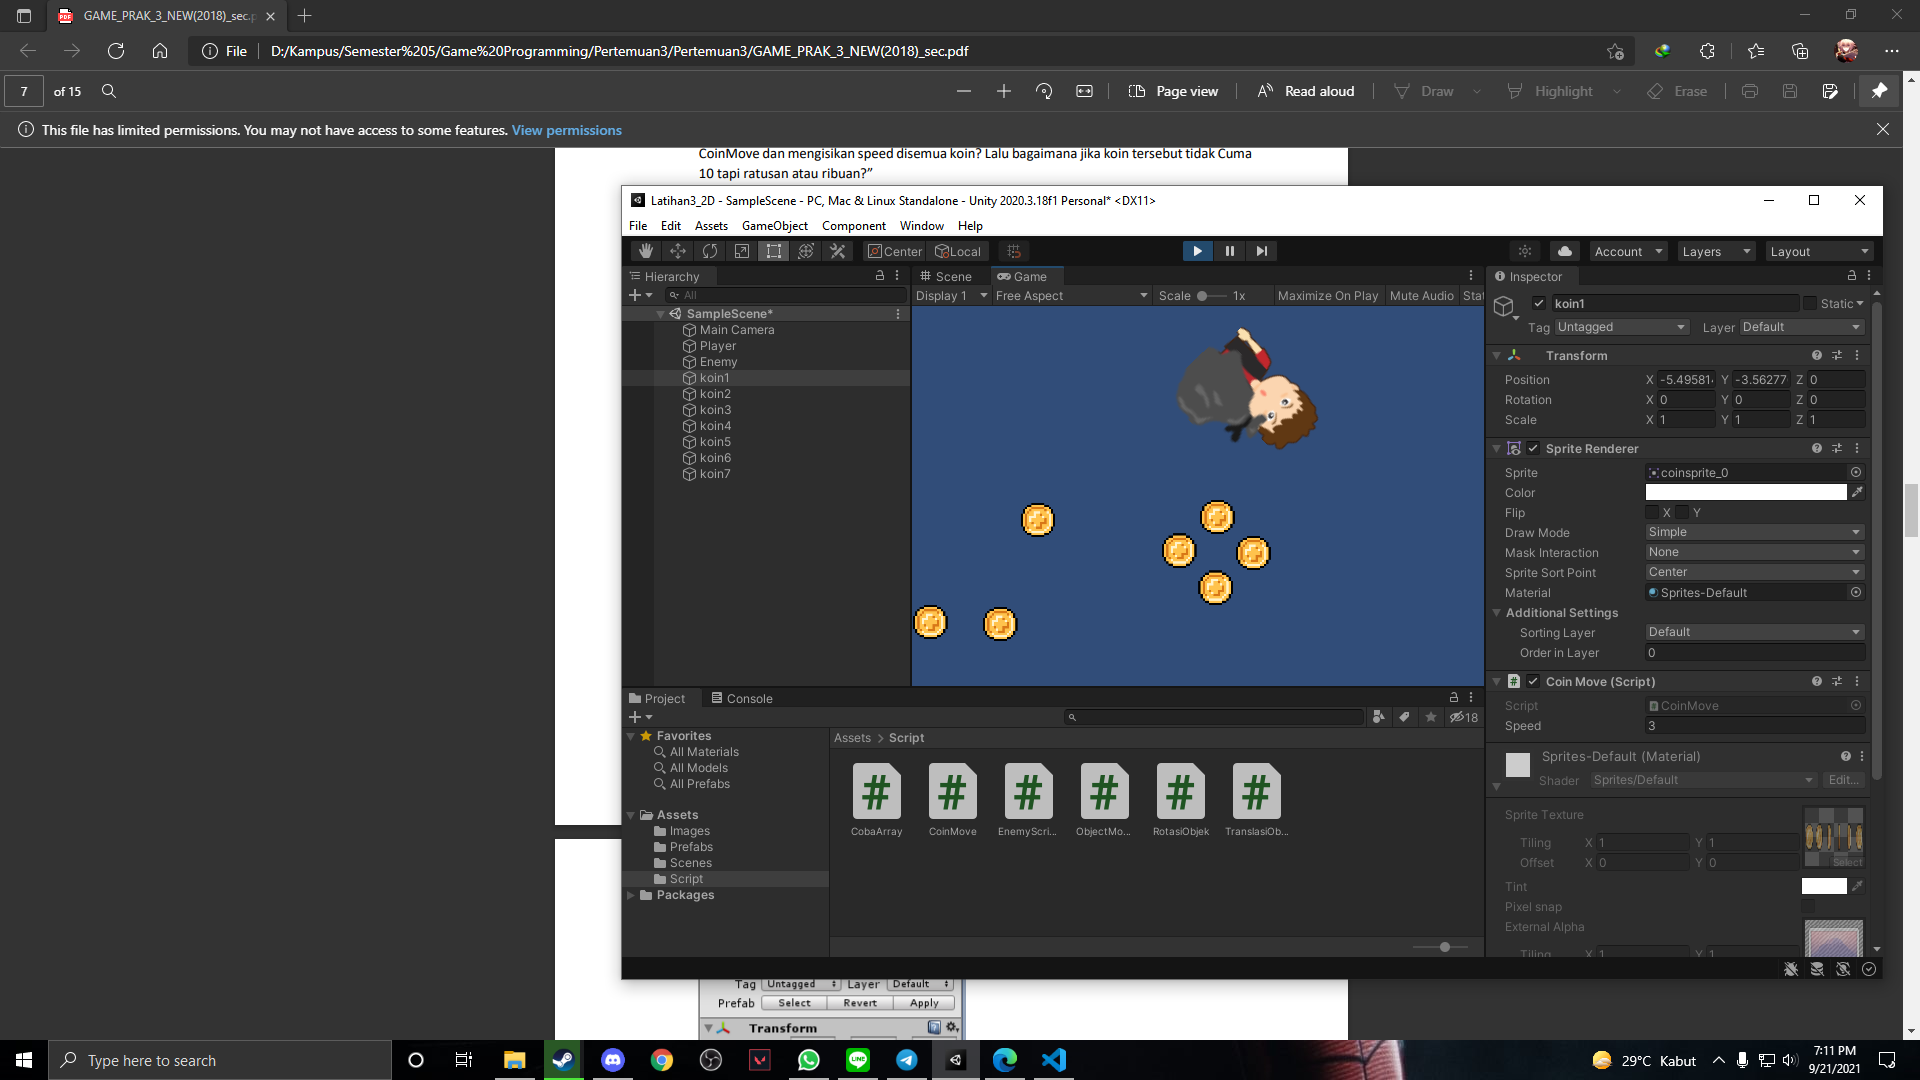 GAME_PRAK_3_NEW(2018)_sec.p
File
D:/Kampus/Semester%205/Game%20Programming/Pertemuan3/Pertemuan3/GAME_PRAK_3_NEW(2018)_sec.pdf
7 of 15
Page view
Read aloud
Draw
Highlight
Erase
This file has limited permissions. You may not have access to some features. View permissions
CoinMove dan mengisikan speed disemua koin? Lalu bagaimana jika koin tersebut tidak Cuma
10 tapi ratusan atau ribuan?”
Latihan3_2D - SampleScene - PC, Mac & Linux Standalone - Unity 2020.3.18f1 Personal* <DX11>
File Edit Assets GameObject Component Window Help
Center Local
Account Layers Layout
Hierarchy
All
SampleScene*
Main Camera
Player
Enemy
koin1
koin2
koin3
koin4
koin5
koin6
koin7
Scene Game
Display 1 Free Aspect Scale 1x Maximize On Play Mute Audio Stat
Inspector
koin1 Static
Tag Untagged Layer Default
Transform
Position X -5.49581 Y -3.56277 Z 0
Rotation X 0 Y 0 Z 0
Scale X 1 Y 1 Z 1
Sprite Renderer
Sprite coinsprite_0
Color
Flip X Y
Draw Mode Simple
Mask Interaction None
Sprite Sort Point Center
Material Sprites-Default
Additional Settings
Sorting Layer Default
Order in Layer 0
Coin Move (Script)
Script CoinMove
Speed 3
Sprites-Default (Material)
Shader Sprites/Default Edit...
Sprite Texture
Tiling X 1 Y 1
Offset X 0 Y 0
Select
Tint
Pixel snap
External Alpha
Tiling X 1 Y 1
Project Console
18
Favorites
All Materials
All Models
All Prefabs
Assets
Images
Prefabs
Scenes
Script
Packages
Assets > Script
CobaArray CoinMove EnemyScri... ObjectMo... RotasiObjek TranslasiOb...
Tag Untagged Layer Default
Prefab Select Revert Apply
Transform
Type here to search
29°C Kabut
7:11 PM
9/21/2021